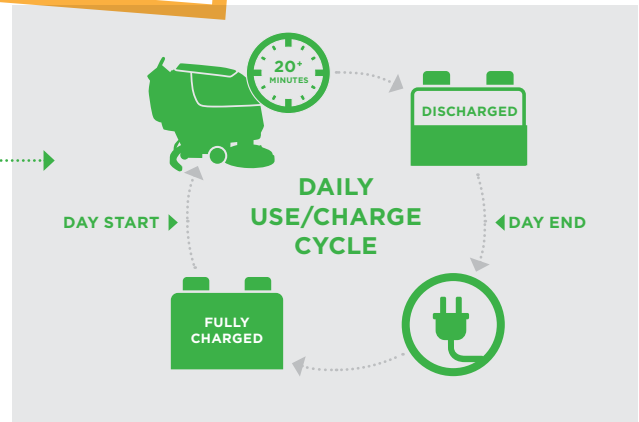 20+
MINUTES
DISCHARGED
DAILY
USE/CHARGE
CYCLE
DAY START
DAY END
FULLY
CHARGED